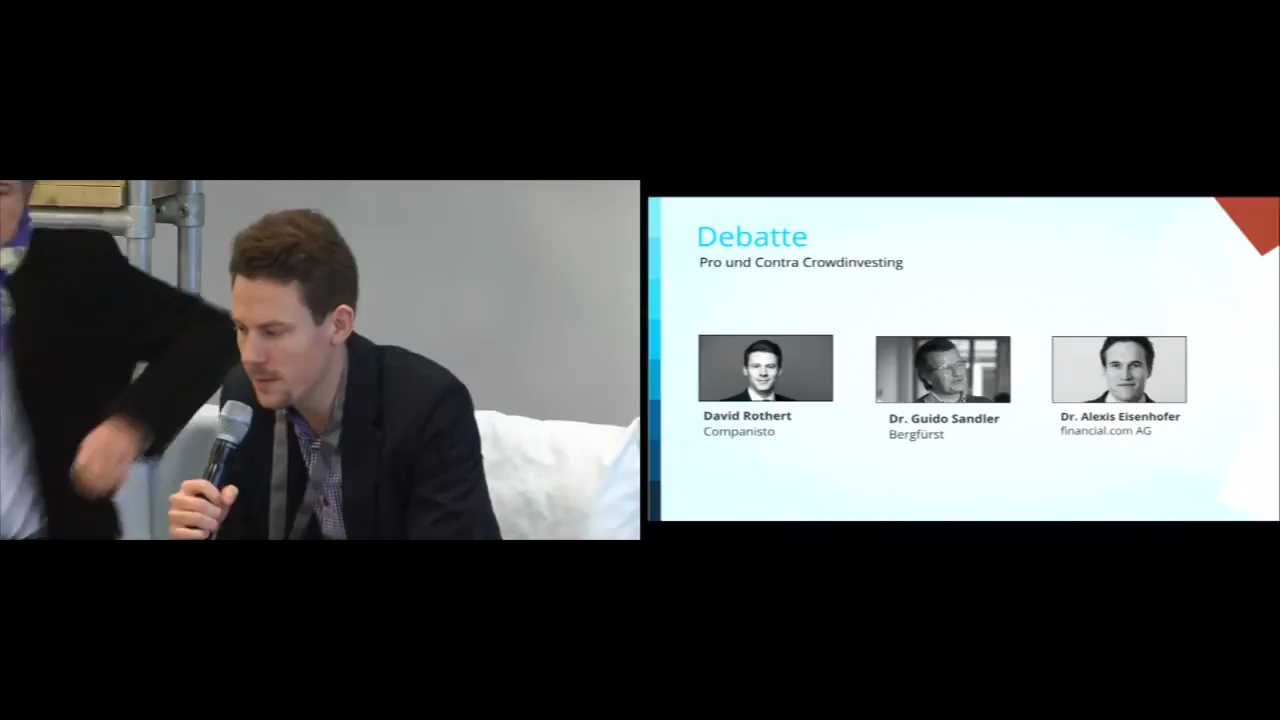 Debatte
Pro und Contra Crowdinvesting
David Rothert
Companisto
Dr. Guido Sandler
Bergfürst
Dr. Alexis Eisenhofer
financial.com AG